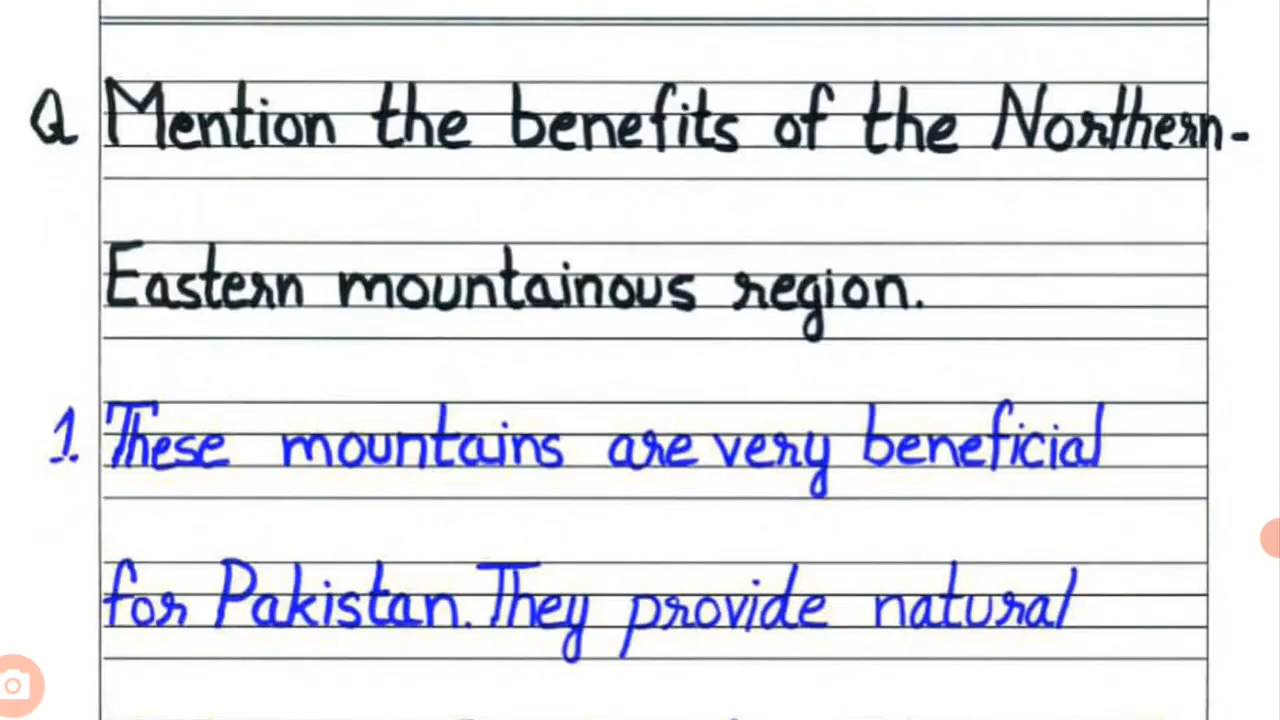 Q Mention the benefits of the Northern-
Eastern mountainous region.
1. These mountains are very beneficial
for Pakistan. They provide natural